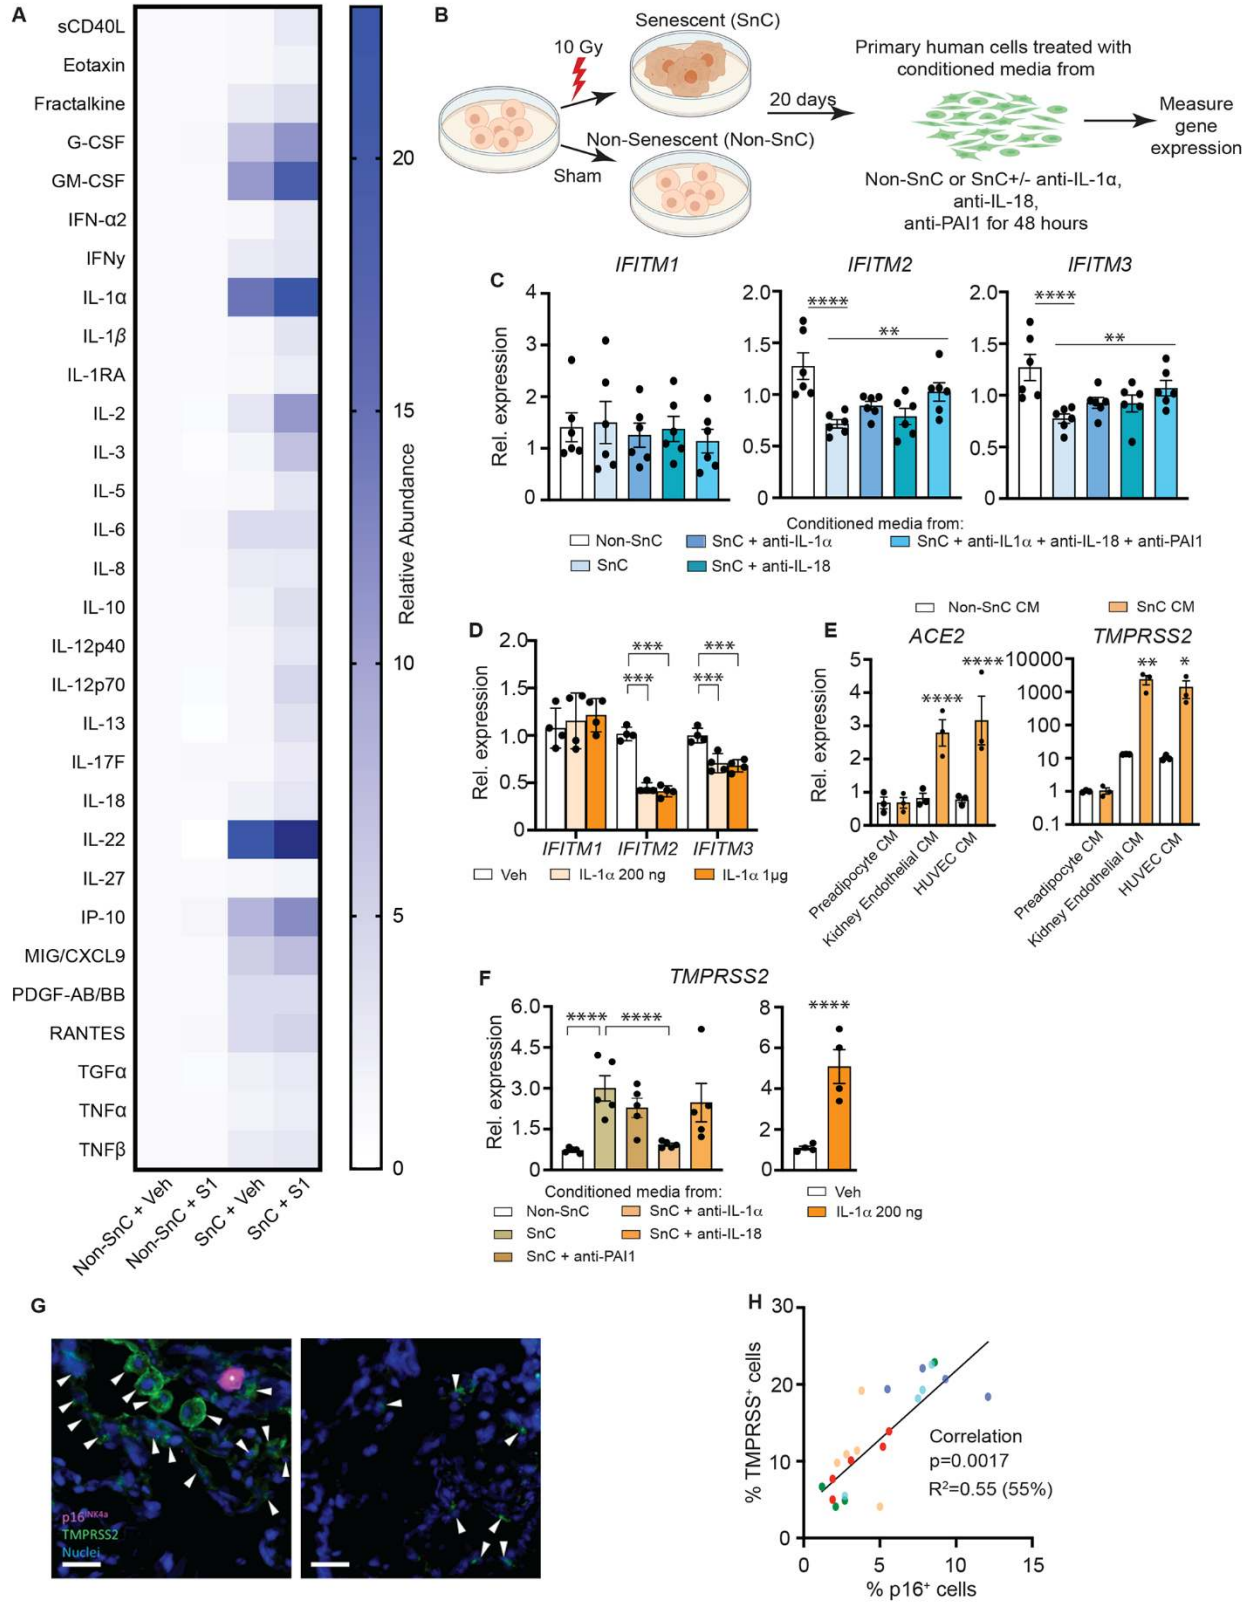 A
sCD40L
Eotaxin
Fractalkine
G-CSF
GM-CSF
IFN-α2
IFNy
IL-1α
IL-1β
IL-1RA
IL-2
IL-3
IL-5
IL-6
IL-8
IL-10
IL-12p40
IL-12p70
IL-13
IL-17F
IL-18
IL-22
IL-27
IP-10
MIG/CXCL9
PDGF-AB/BB
RANTES
TGFα
TNFα
TNFβ
Non-SnC + Veh
Non-SnC + S1
SnC + Veh
SnC + S1
20
15
10
5
0
Relative Abundance
B
Senescent (SnC)
10 Gy
Non-Senescent (Non-SnC)
Sham
20 days
Primary human cells treated with
conditioned media from
Non-SnC or SnC+/- anti-IL-1α,
anti-IL-18,
anti-PAI1 for 48 hours
Measure
gene
expression
C
IFITM1
Rel. expression
4
3
2
1
0
IFITM2
2.0
1.5
1.0
0.5
0
****
**
IFITM3
2.0
1.5
1.0
0.5
0
****
**
Conditioned media from:
Non-SnC
SnC + anti-IL-1α
SnC + anti-IL1α + anti-IL-18 + anti-PAI1
SnC
SnC + anti-IL-18
D
Rel. expression
2.0
1.5
1.0
0.5
0
***
***
***
***
IFITM1
IFITM2
IFITM3
Veh
IL-1α 200 ng
IL-1α 1µg
Non-SnC CM
SnC CM
E
ACE2
Rel. expression
5
4
3
2
1
0
****
****
Preadipocyte CM
Kidney Endothelial CM
HUVEC CM
TMPRSS2
10000
1000
100
10
1
0.1
**
*
Preadipocyte CM
Kidney Endothelial CM
HUVEC CM
F
TMPRSS2
Rel. expression
6.0
4.5
3.0
1.5
0
****
****
Conditioned media from:
Non-SnC
SnC + anti-IL-1α
SnC
SnC + anti-IL-18
SnC + anti-PAI1
8
6
4
2
0
****
Veh
IL-1α 200 ng
G
p16INK4a
TMPRSS2
Nuclei
*
H
% TMPRSS⁺ cells
30
20
10
0
0
5
10
15
% p16⁺ cells
Correlation
p=0.0017
R²=0.55 (55%)